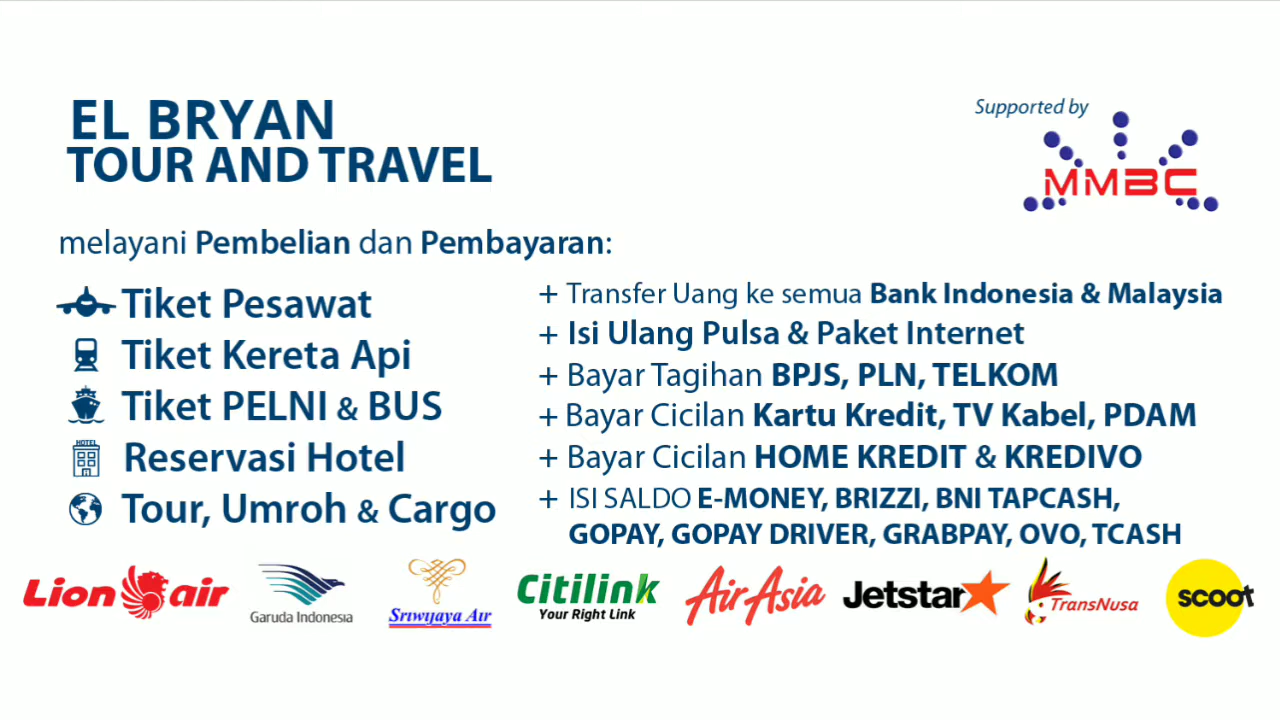 EL BRYAN
TOUR AND TRAVEL
Supported by
MMBC
melayani Pembelian dan Pembayaran:
Tiket Pesawat
Tiket Kereta Api
Tiket PELNI & BUS
HOTEL
Reservasi Hotel
Tour, Umroh & Cargo
+ Transfer Uang ke semua Bank Indonesia & Malaysia
+ Isi Ulang Pulsa & Paket Internet
+ Bayar Tagihan BPJS, PLN, TELKOM
+ Bayar Cicilan Kartu Kredit, TV Kabel, PDAM
+ Bayar Cicilan HOME KREDIT & KREDIVO
+ ISI SALDO E-MONEY, BRIZZI, BNI TAPCASH,
GOPAY, GOPAY DRIVER, GRABPAY, OVO, TCASH
Lion air
Garuda Indonesia
Sriwijaya Air
Citilink
Your Right Link
AirAsia
Jetstar
TransNusa
scoot